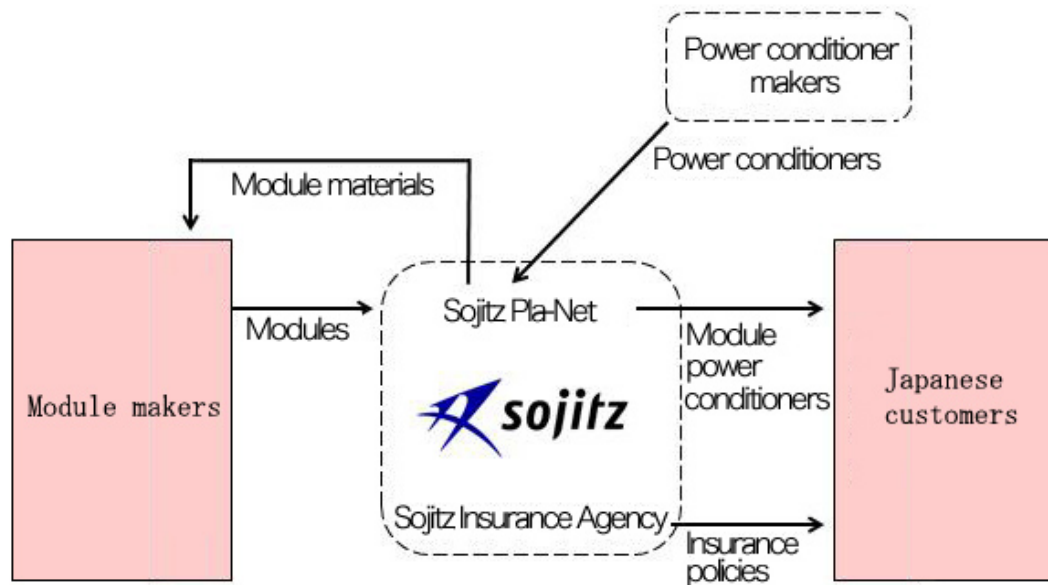 Power conditioner
makers
Power conditioners
Module materials
Module makers
Modules
Sojitz Pla-Net
sojitz
Sojitz Insurance Agency
Module
power
conditioners
Insurance
policies
Japanese
customers